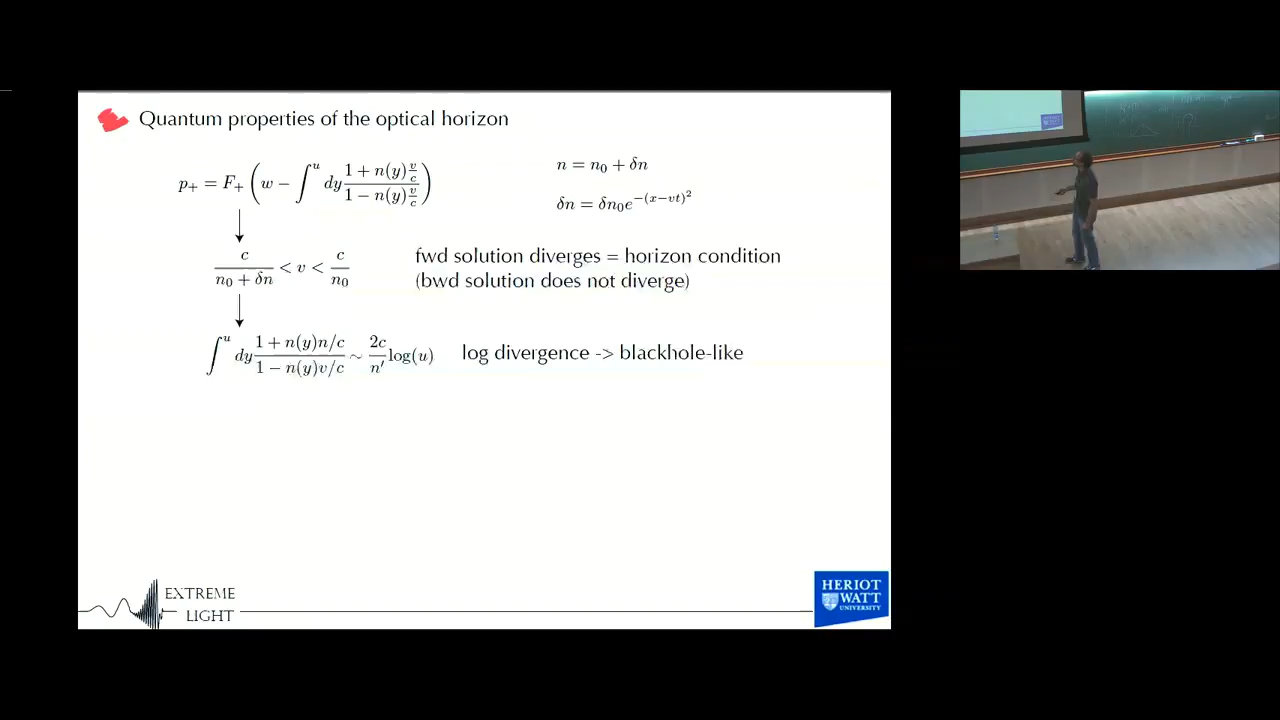 Quantum properties of the optical horizon
p₊ = F₊ ( w − ∫^u dy (1 + n(y) v/c) / (1 − n(y) v/c) )
n = n₀ + δn
δn = δn₀e^{−(x−vt)²}
c / (n₀ + δn) < v < c / n₀
fwd solution diverges = horizon condition
(bwd solution does not diverge)
∫^u dy (1 + n(y)n/c) / (1 − n(y)v/c) ~ (2c / n′) log(u)
log divergence -> blackhole-like
EXTREME
LIGHT
HERIOT
WATT
UNIVERSITY